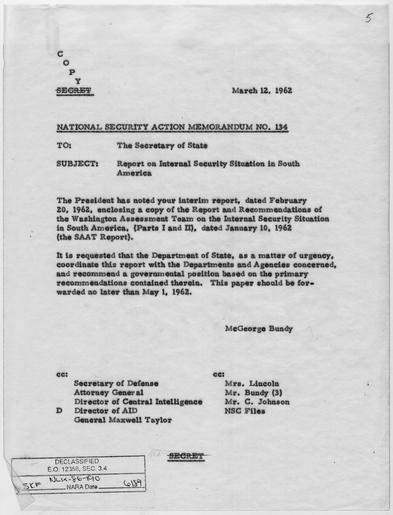 5
C
O
P
Y
SECRET
March 12, 1962
NATIONAL SECURITY ACTION MEMORANDUM NO. 134
TO: The Secretary of State
SUBJECT: Report on Internal Security Situation in South
America
The President has noted your interim report, dated February
20, 1962, enclosing a copy of the Report and Recommendations of
the Washington Assessment Team on the Internal Security Situation
in South America, (Parts I and II), dated January 10, 1962
(the SAAT Report).
It is requested that the Department of State, as a matter of urgency,
coordinate this report with the Departments and Agencies concerned,
and recommend a governmental position based on the primary
recommendations contained therein. This paper should be for-
warded no later than May 1, 1962.
McGeorge Bundy
cc: cc:
Secretary of Defense Mrs. Lincoln
Attorney General Mr. Bundy (3)
Director of Central Intelligence Mr. C. Johnson
D Director of AID NSC Files
General Maxwell Taylor
SECRET
DECLASSIFIED
E.O. 12356, SEC. 3.4
NLK-86-
NARA Date 6/89